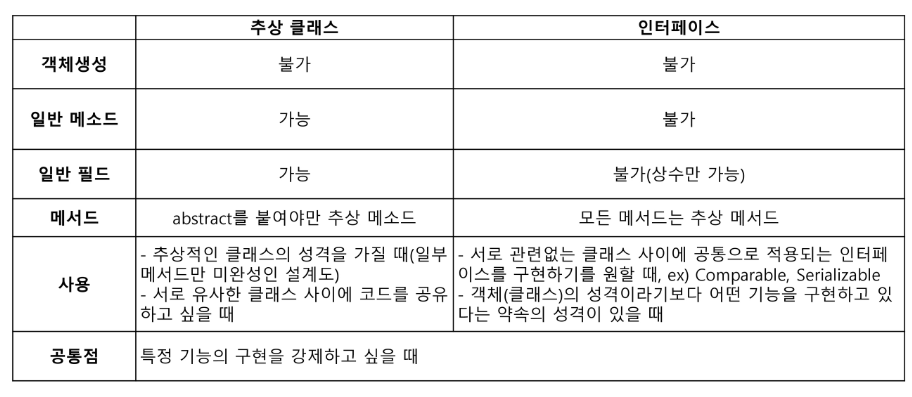 추상 클래스 인터페이스
객체생성 불가 불가
일반 메소드 가능 불가
일반 필드 가능 불가(상수만 가능)
메서드 abstract를 붙여야만 추상 메소드 모든 메서드는 추상 메서드
사용
- 추상적인 클래스의 성격을 가질 때(일부
메서드만 미완성인 설계도)
- 서로 유사한 클래스 사이에 코드를 공유
하고 싶을 때
- 서로 관련없는 클래스 사이에 공통으로 적용되는 인터페
이스를 구현하기를 원할 때, ex) Comparable, Serializable
- 객체(클래스)의 성격이라기보다 어떤 기능을 구현하고 있
다는 약속의 성격이 있을 때
공통점 특정 기능의 구현을 강제하고 싶을 때